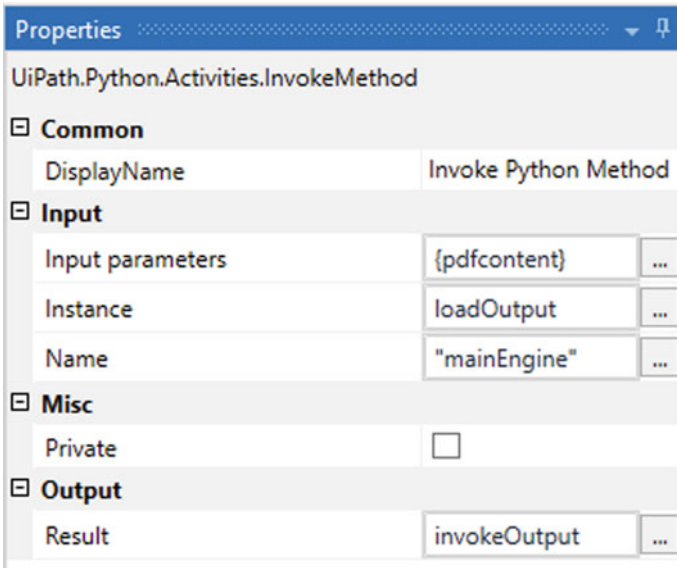 Properties
UiPath.Python.Activities.InvokeMethod
Common
DisplayName Invoke Python Method
Input
Input parameters {pdfcontent} ...
Instance loadOutput ...
Name "mainEngine" ...
Misc
Private
Output
Result invokeOutput ...